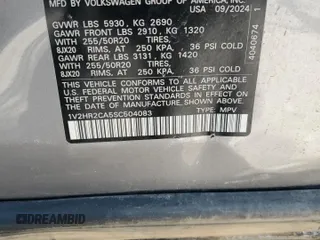 MFD BY VOLKSWAGEN GROUP OF AMERICA, INC.
USA 09/2024
GVWR LBS 5930, KG 2690
GAWR FRONT LBS 2910, KG 1320
WITH 255/50R20 TIRES,
8JX20 RIMS, AT 250 KPA, 36 PSI COLD
GAWR REAR LBS 3131, KG 1420
WITH 255/50R20 TIRES,
8JX20 RIMS, AT 250 KPA, 36 PSI COLD
THIS VEHICLE CONFORMS TO ALL APPLICABLE
U.S. FEDERAL MOTOR VEHICLE SAFETY AND
THEFT PREVENTION STANDARDS IN EFFECT ON
THE DATE OF MANUFACTURE SHOWN ABOVE.
1V2HR2CA5SC504083 TYPE: MPV
4040674 1
DREAMBID